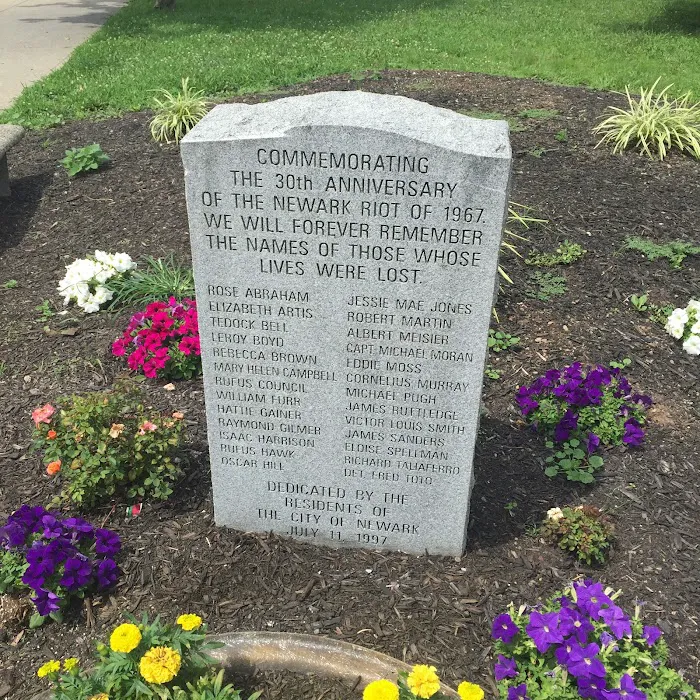 COMMEMORATING
THE 30th ANNIVERSARY
OF THE NEWARK RIOT OF 1967.
WE WILL FOREVER REMEMBER
THE NAMES OF THOSE WHOSE
LIVES WERE LOST.
ROSE ABRAHAM
ELIZABETH ARTIS
TEDOCK BELL
LEROY BOYD
REBECCA BROWN
MARY HELEN CAMPBELL
RUFUS COUNCIL
WILLIAM FURR
HATTIE GAINER
RAYMOND GILMER
ISAAC HARRISON
RUFUS HAWK
OSCAR HILL
JESSIE MAE JONES
ROBERT MARTIN
ALBERT MEISIER
CAPT MICHAEL MORAN
EDDIE MOSS
CORNELIUS MURRAY
MICHAEL PUGH
JAMES RUTTLEDGE
VICTOR LOUIS SMITH
JAMES SANDERS
ELOISE SPELLMAN
RICHARD TALIAFERRO
DET FRED TOTO
DEDICATED BY THE
RESIDENTS OF
THE CITY OF NEWARK
JULY 11, 1997